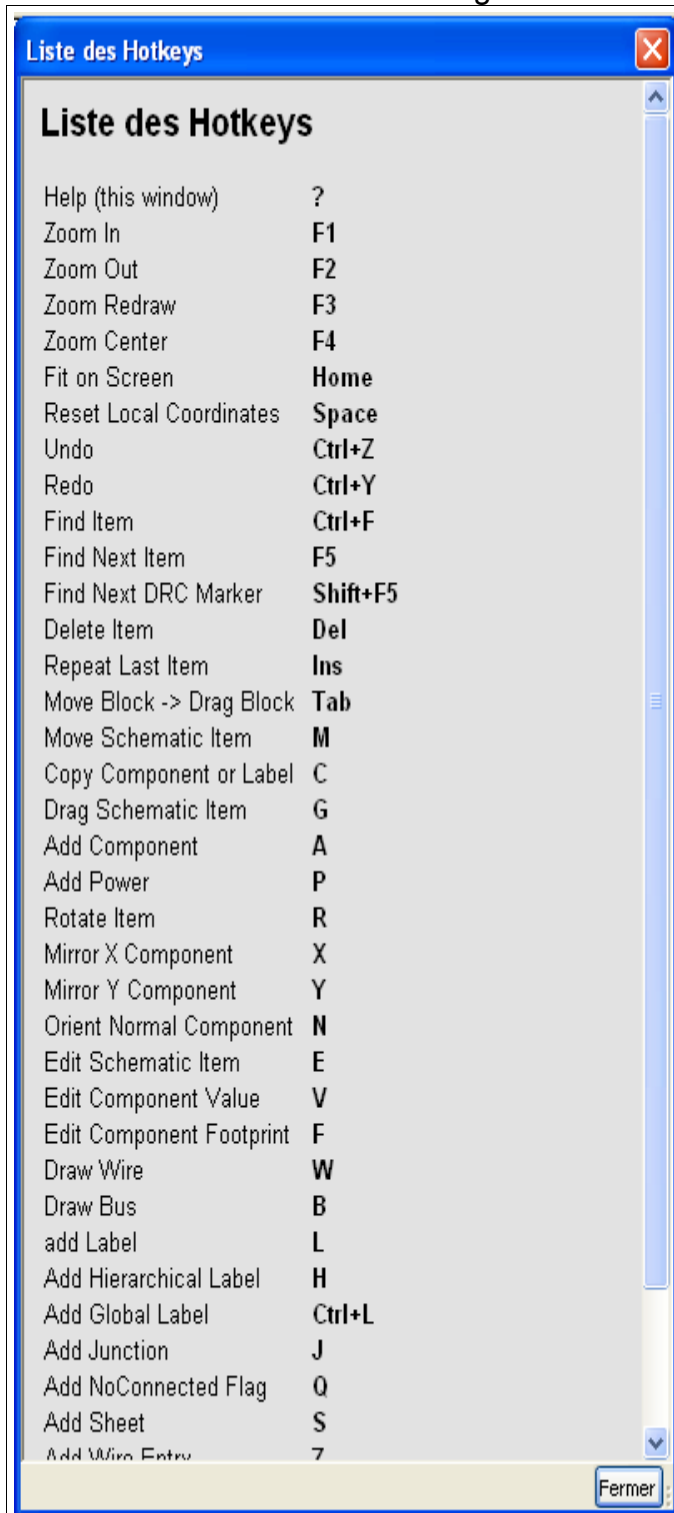 Liste des Hotkeys
Liste des Hotkeys
Help (this window) ?
Zoom In F1
Zoom Out F2
Zoom Redraw F3
Zoom Center F4
Fit on Screen Home
Reset Local Coordinates Space
Undo Ctrl+Z
Redo Ctrl+Y
Find Item Ctrl+F
Find Next Item F5
Find Next DRC Marker Shift+F5
Delete Item Del
Repeat Last Item Ins
Move Block -> Drag Block Tab
Move Schematic Item M
Copy Component or Label C
Drag Schematic Item G
Add Component A
Add Power P
Rotate Item R
Mirror X Component X
Mirror Y Component Y
Orient Normal Component N
Edit Schematic Item E
Edit Component Value V
Edit Component Footprint F
Draw Wire W
Draw Bus B
add Label L
Add Hierarchical Label H
Add Global Label Ctrl+L
Add Junction J
Add NoConnected Flag Q
Add Sheet S
Add Wire Entry Z
Fermer